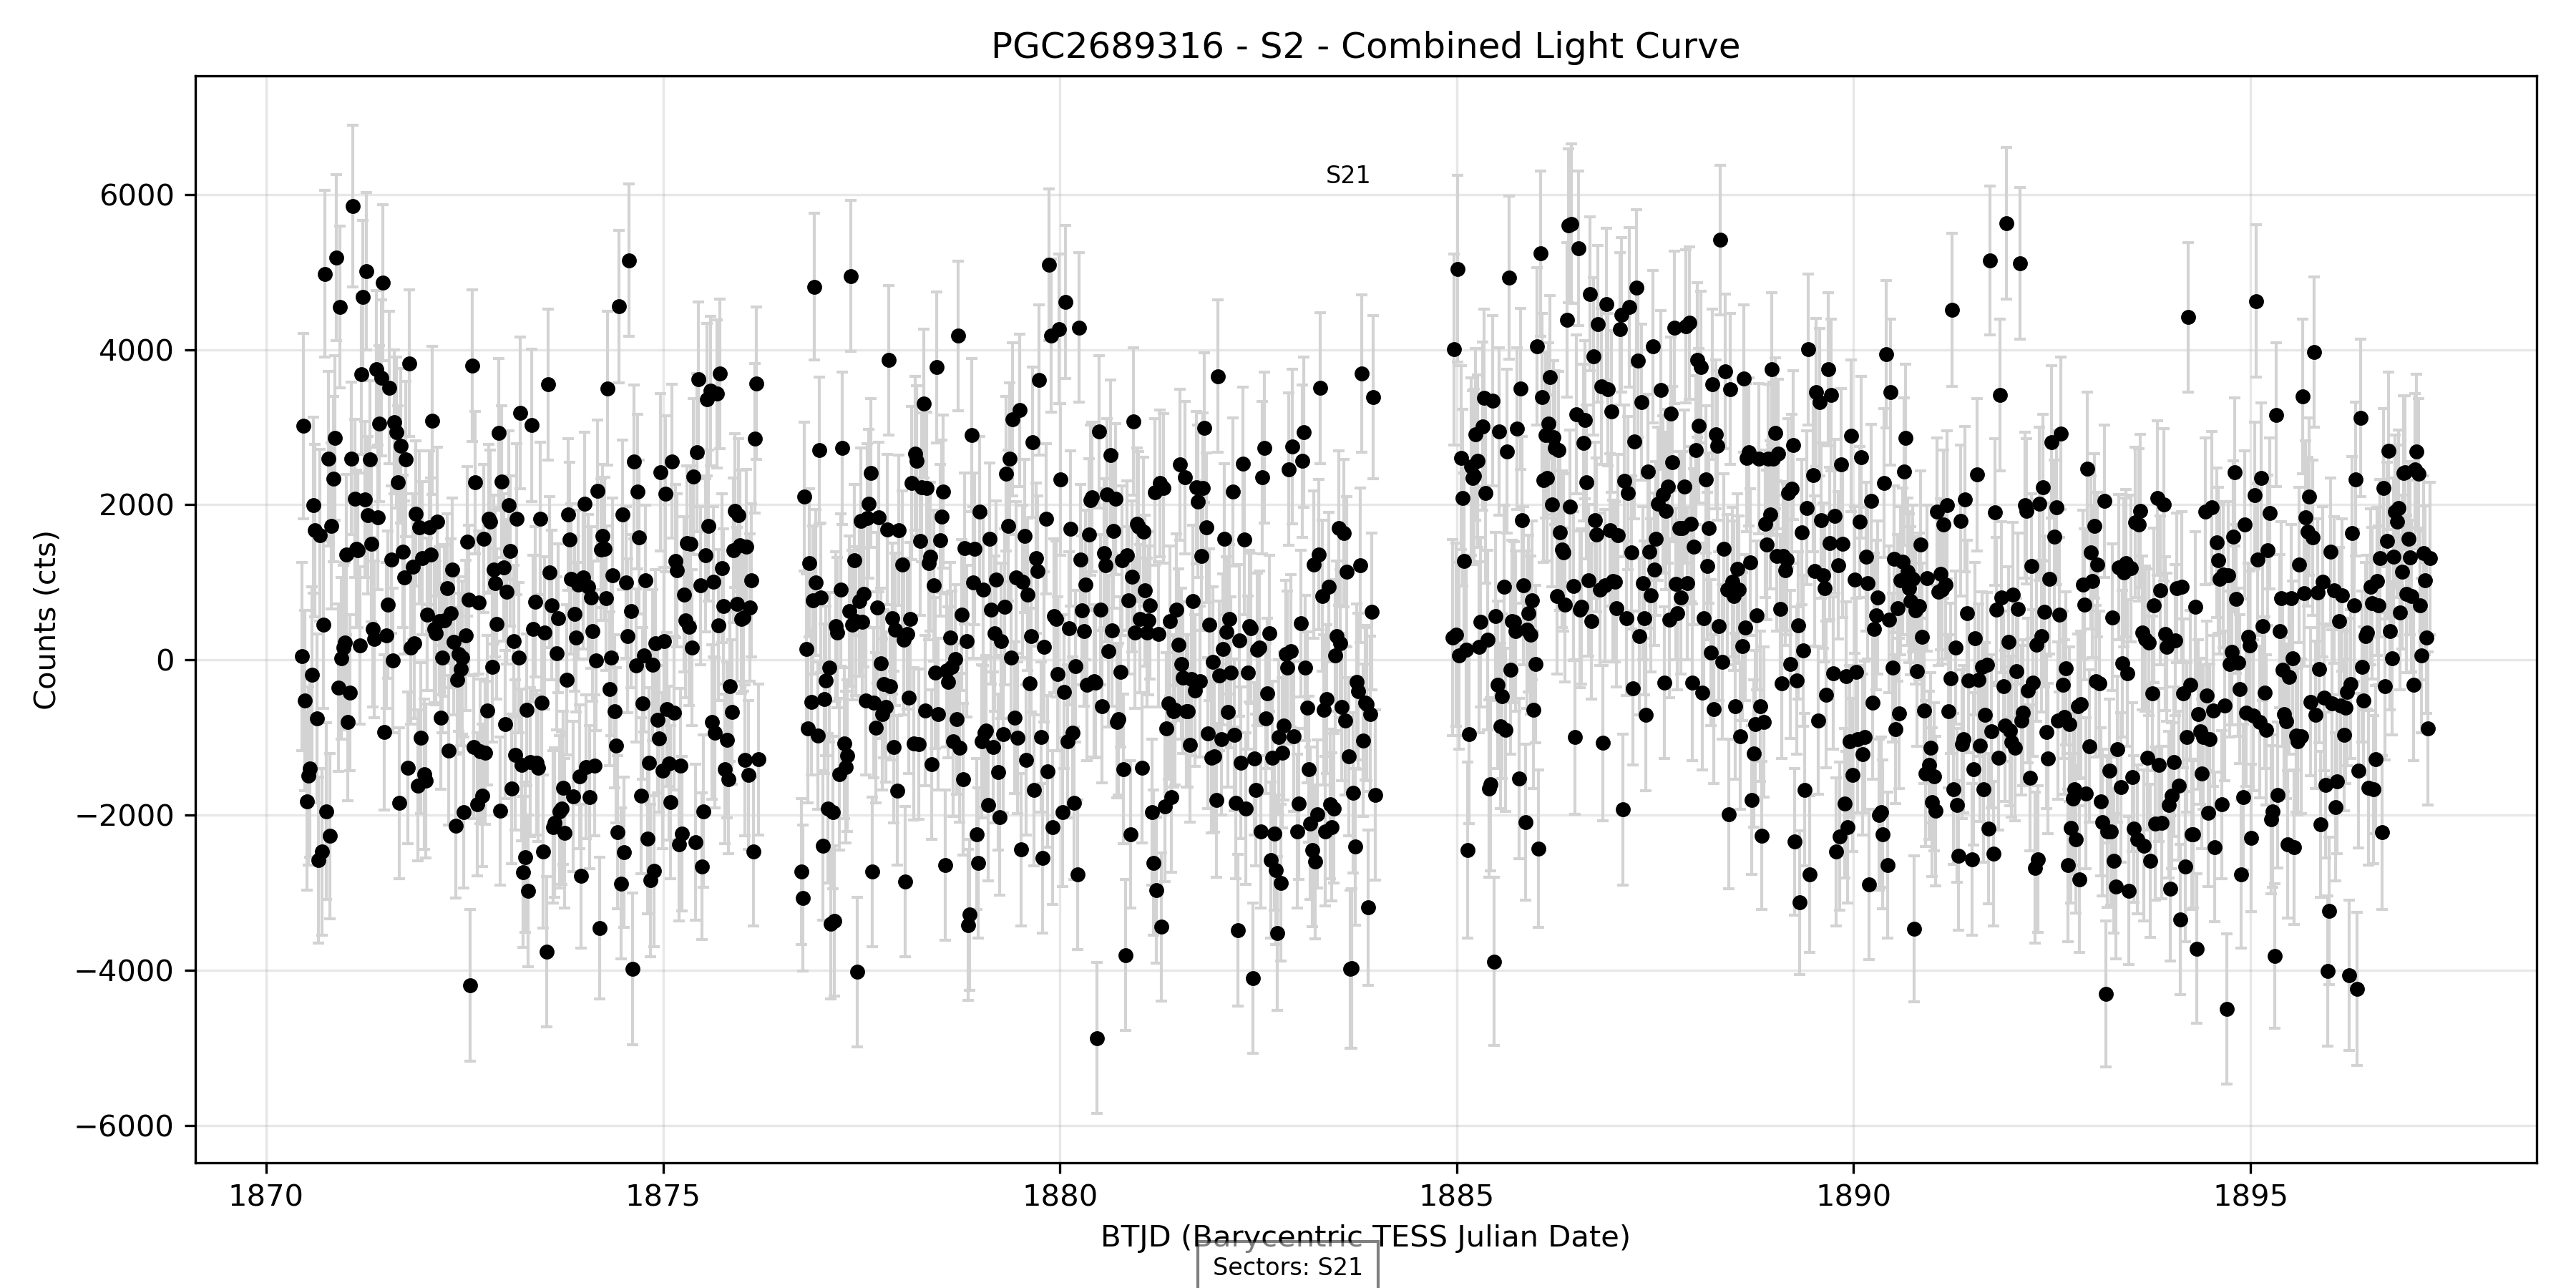 PGC2689316 - S2 - Combined Light Curve
S21
Counts (cts)
6000
4000
2000
0
−2000
−4000
−6000
1870
1875
1880
1885
1890
1895
BTJD (Barycentric TESS Julian Date)
Sectors: S21